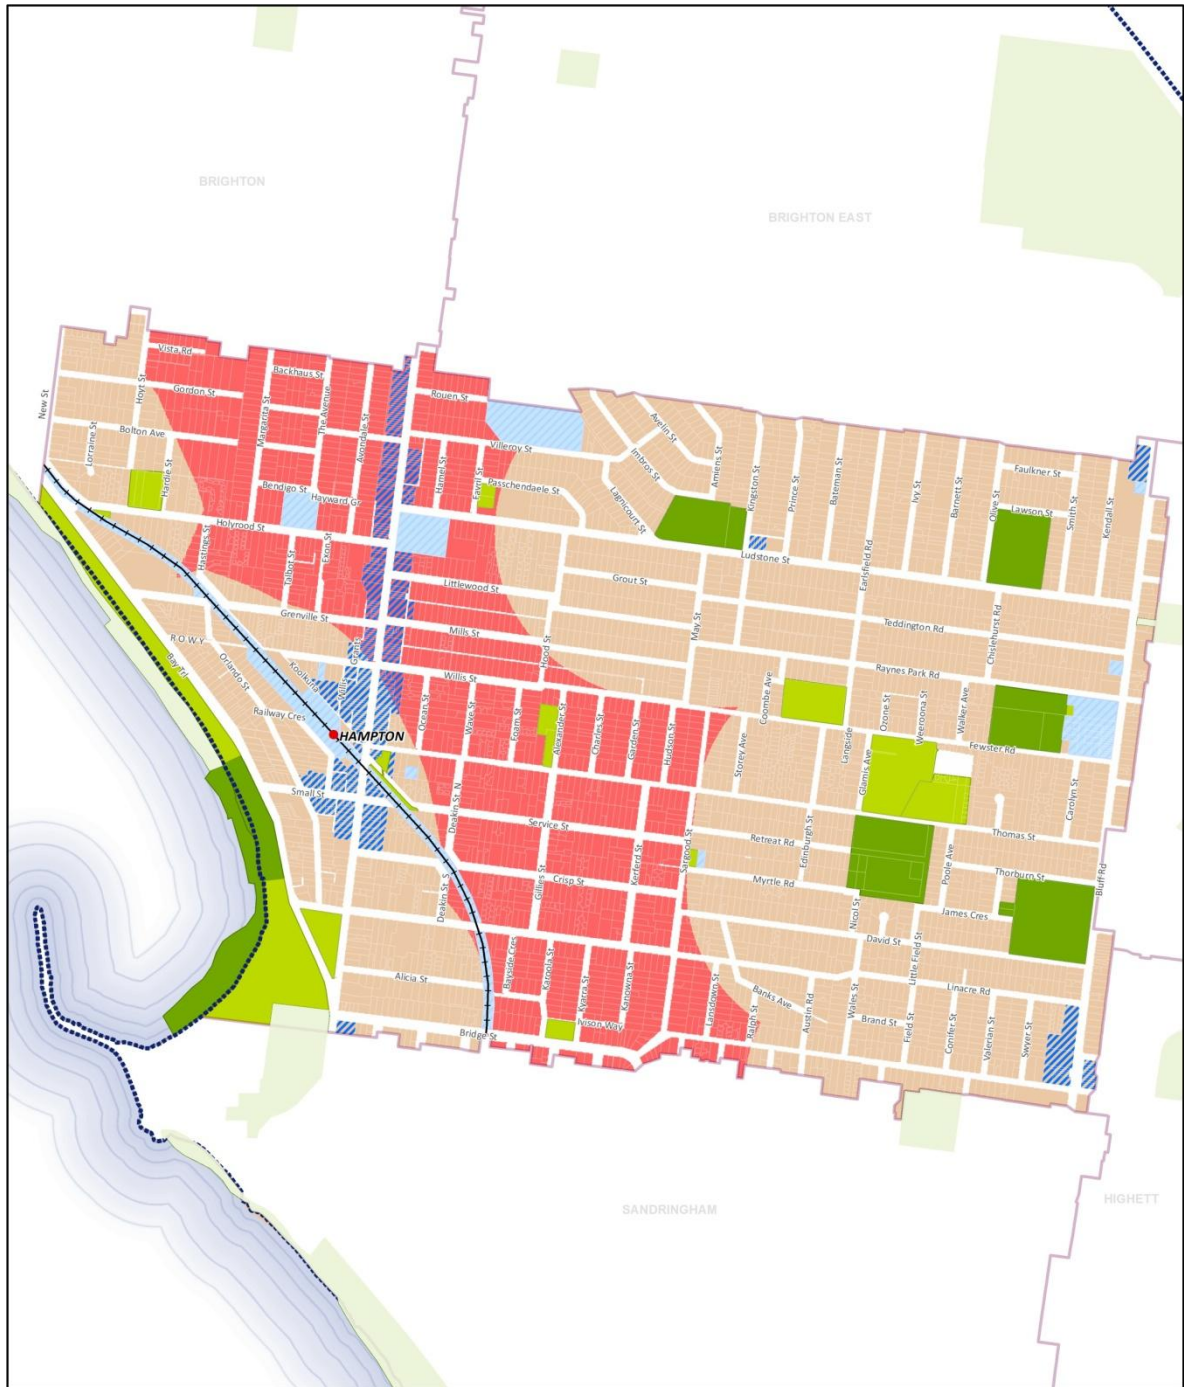 BRIGHTON
BRIGHTON EAST
Vista Rd
Backhaus St
Gordon St
Hoyt St
New St
Margarita St
The Avenue
Avondale St
Rouen St
Bolton Ave
Lorraine St
Hardie St
Villeroy St
Hamel St
Favril St
Passchendaele St
Avelin St
Imbros St
Amiens St
Lagnicourt St
Kingston St
Prince St
Bateman St
Ivy St
Barnett St
Olive St
Faulkner St
Lawson St
Smith St
Kendall St
Bendigo St
Hayward Gr
Holyrood St
Hastings St
Talbot St
Exon St
Ludstone St
Earlsfield Rd
Littlewood St
Grout St
Grenville St
Mills St
May St
Teddington Rd
Chislehurst Rd
R.O.W.Y
Bay Trl
Orlando St
Koolkuna
Willis
Grants
Hood St
Willis St
Raynes Park Rd
Railway Cres
Ocean St
Wave St
Foam St
Alexander St
Charles St
Garden St
Hudson St
Storey Ave
Coombe Ave
Langside
Glamis Ave
Ozone St
Weeroona St
Walker Ave
Fewster Rd
HAMPTON
Small St
Deakin St N
Service St
Sargood St
Retreat Rd
Edinburgh St
Thomas St
Carolyn St
Poole Ave
Bluff Rd
Deakin St S
Gillies St
Crisp St
Kerferd St
Myrtle Rd
Nicol St
Thorburn St
James Cres
David St
Little Field St
Alicia St
Bayside Cres
Karoola St
Kyarra St
Kanowna St
Lansdown St
Banks Ave
Ralph St
Austin Rd
Wales St
Linacre Rd
Brand St
Field St
Conifer St
Valerian St
Swyer St
Ivison Way
Bridge St
SANDRINGHAM
HIGHETT